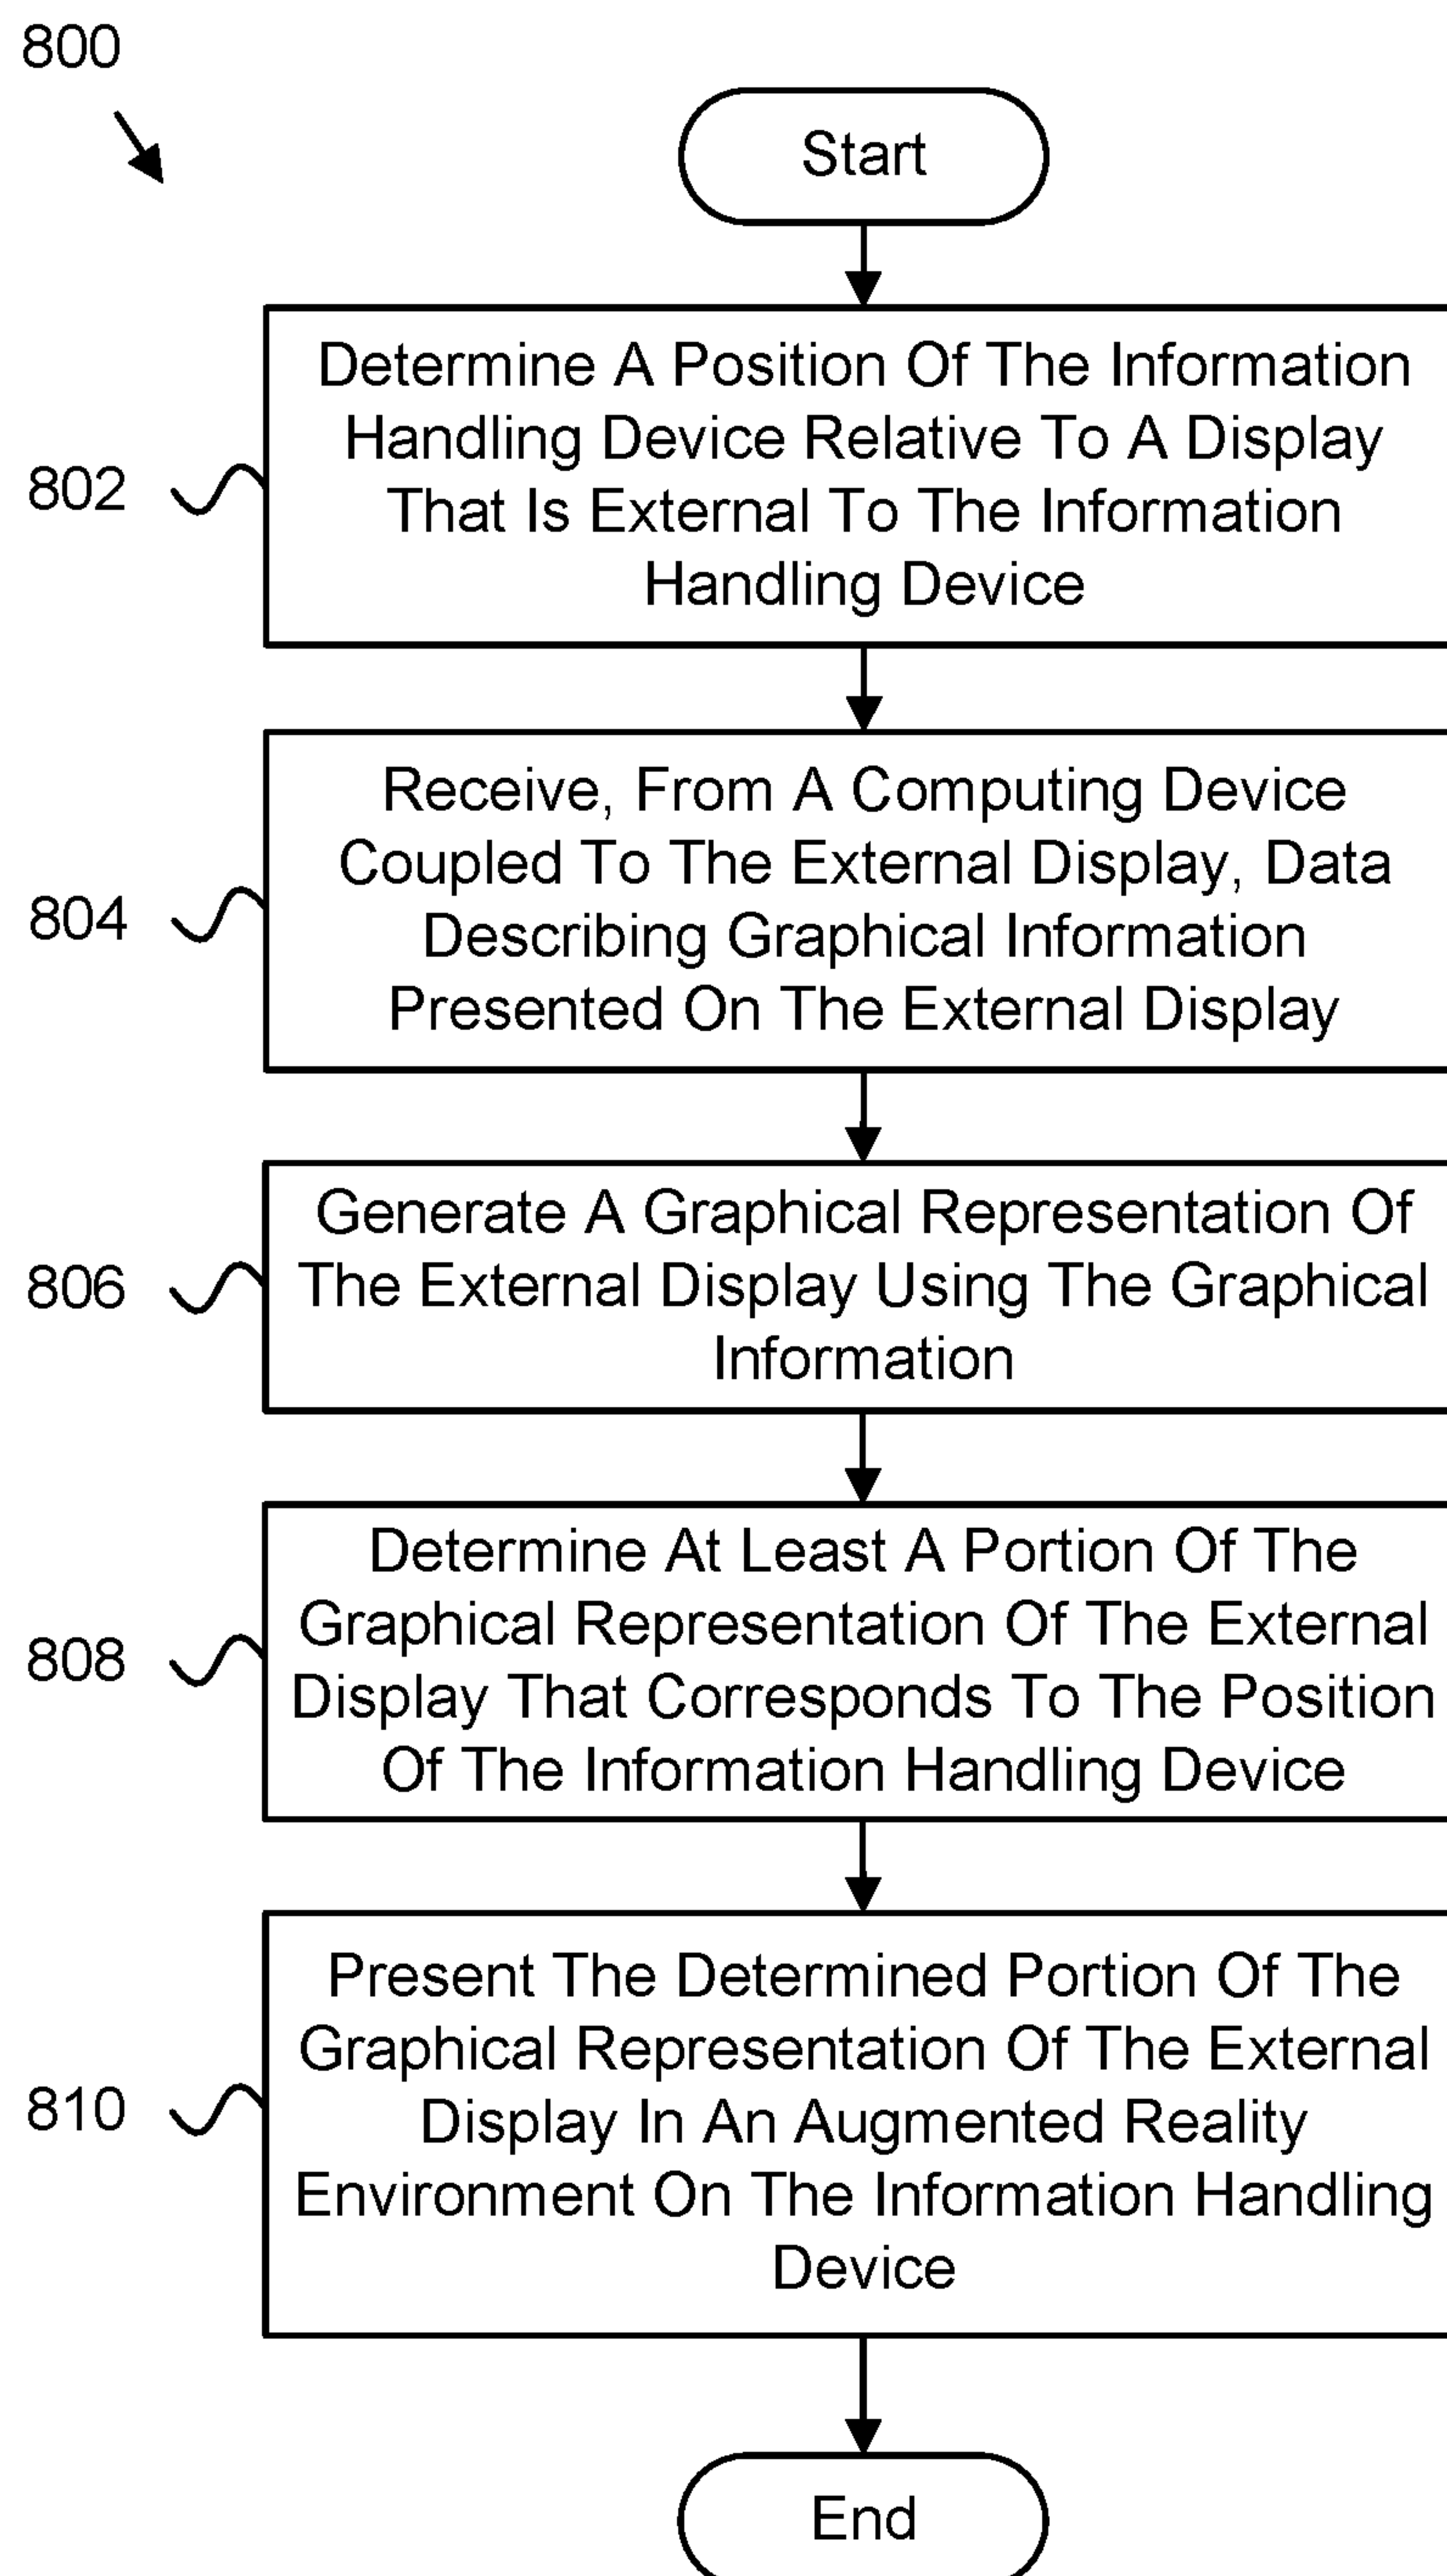 800
Start
802
Determine A Position Of The Information
Handling Device Relative To A Display
That Is External To The Information
Handling Device
804
Receive, From A Computing Device
Coupled To The External Display, Data
Describing Graphical Information
Presented On The External Display
806
Generate A Graphical Representation Of
The External Display Using The Graphical
Information
808
Determine At Least A Portion Of The
Graphical Representation Of The External
Display That Corresponds To The Position
Of The Information Handling Device
810
Present The Determined Portion Of The
Graphical Representation Of The External
Display In An Augmented Reality
Environment On The Information Handling
Device
End